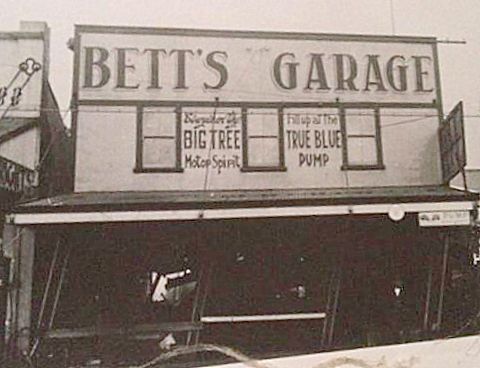 BETT'S GARAGE
BIG TREE
Motor Spirit
Fill up at The
TRUE BLUE
PUMP